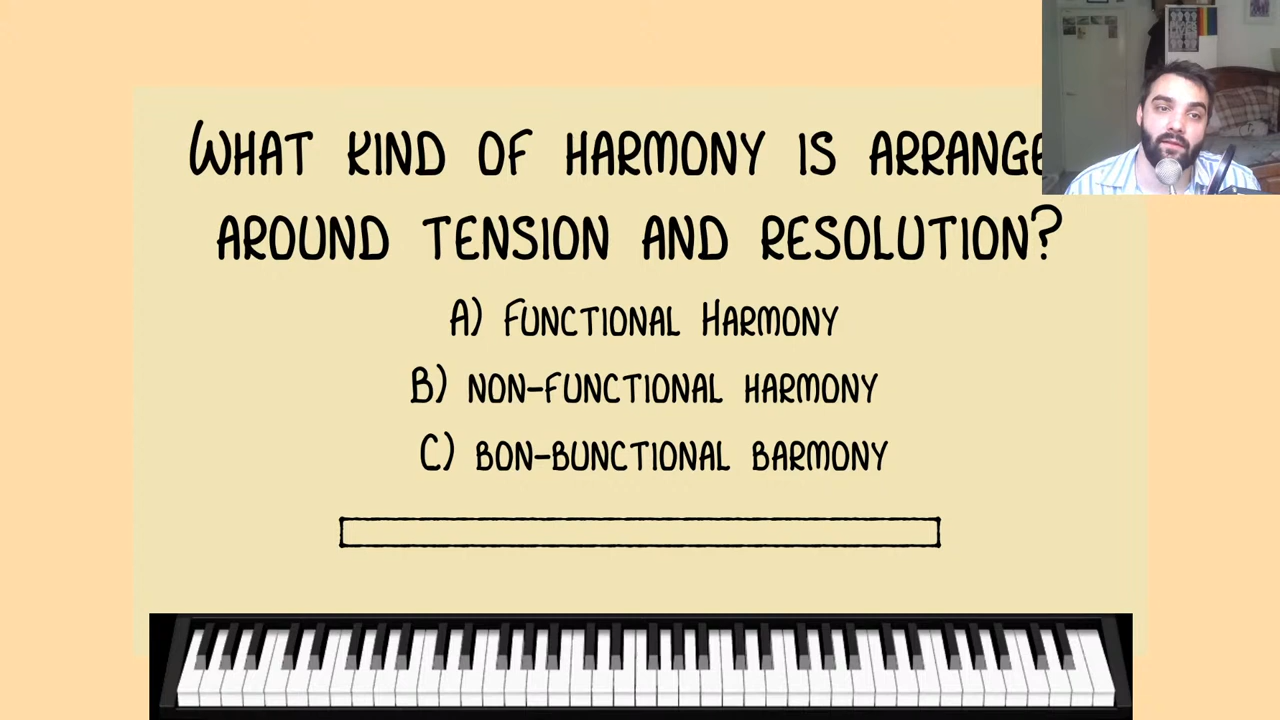 What kind of harmony is arrange
around tension and resolution?
A) Functional Harmony
B) non-functional harmony
C) bon-bunctional barmony